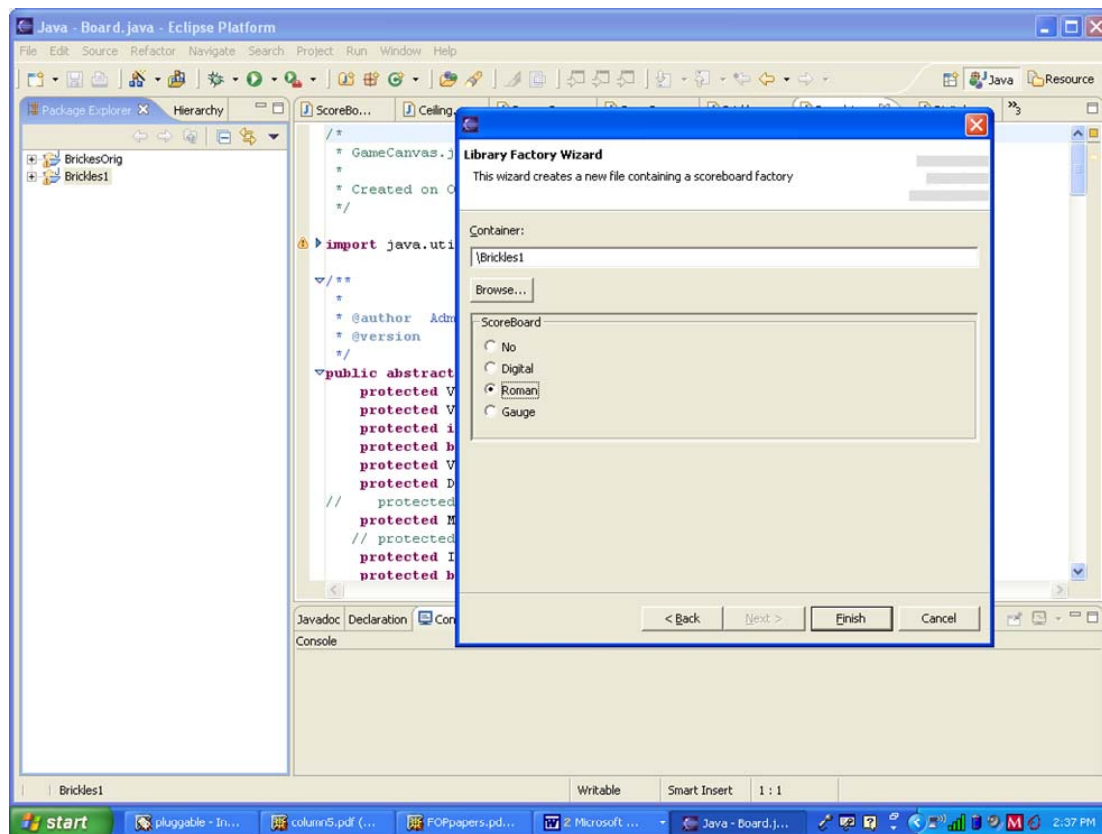 Java - Board.java - Eclipse Platform
File Edit Source Refactor Navigate Search Project Run Window Help
Java Resource
Package Explorer Hierarchy
ScoreBo... Ceiling. 3
BrickesOrig
Brickles1
/*
* GameCanvas.j
*
* Created on O
*/
import java.uti
/**
*
* @author Adm
* @version
*/
public abstract
protected V
protected V
protected i
protected b
protected V
protected D
// protected
protected M
// protected
protected I
protected b
Library Factory Wizard
This wizard creates a new file containing a scoreboard factory
Container:
\Brickles1
Browse...
ScoreBoard
No
Digital
Roman
Gauge
< Back Next > Finish Cancel
Javadoc Declaration Con
Console
Brickles1 Writable Smart Insert 1 : 1
start pluggable - In... column5.pdf (... FOPpapers.pd... 2 Microsoft ... Java - Board.j... 2:37 PM